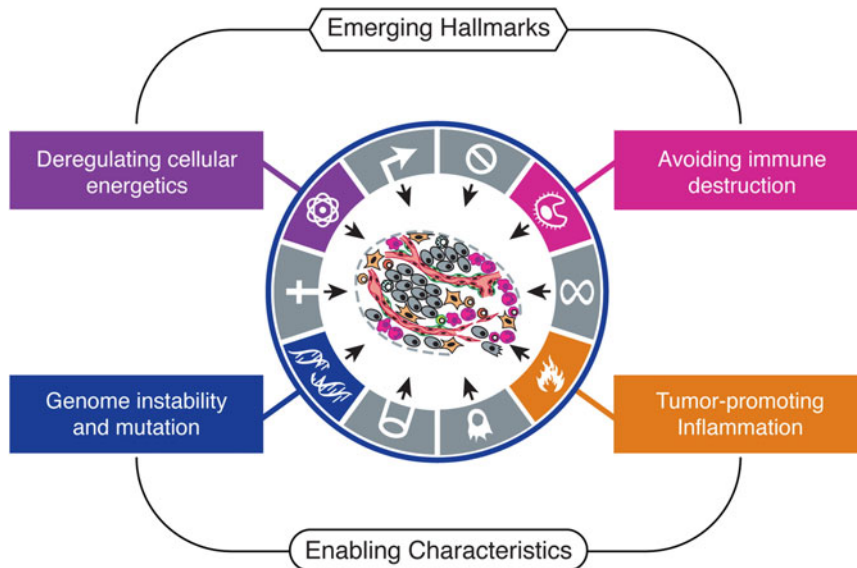 Emerging Hallmarks
Deregulating cellular
energetics
Avoiding immune
destruction
Genome instability
and mutation
Tumor-promoting
Inflammation
Enabling Characteristics